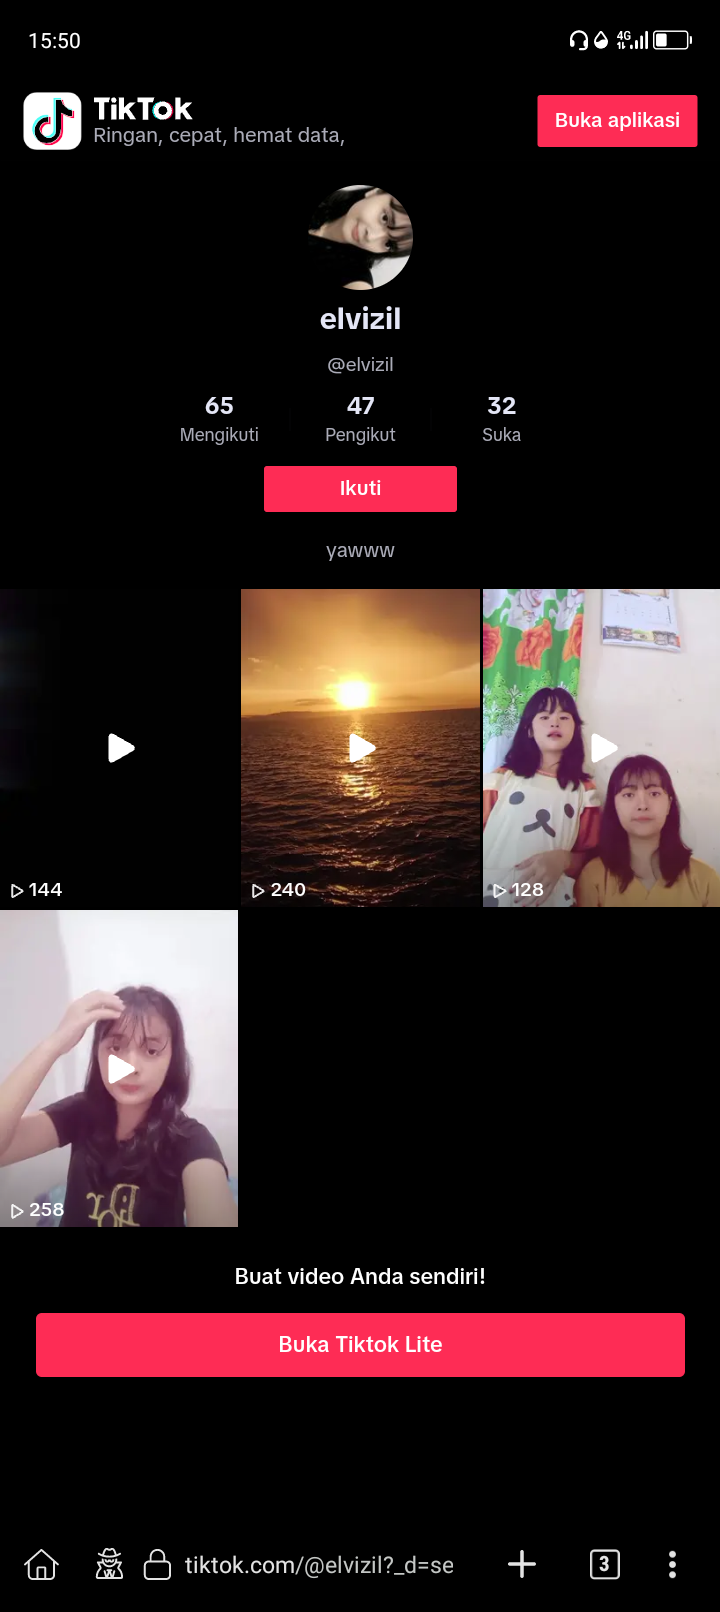 15:50
4G
TikTok
Ringan, cepat, hemat data,
Buka aplikasi
elvizil
@elvizil
65 47 32
Mengikuti Pengikut Suka
Ikuti
yawww
144 240 128
258
Buat video Anda sendiri!
Buka Tiktok Lite
tiktok.com/@elvizil?_d=se
3